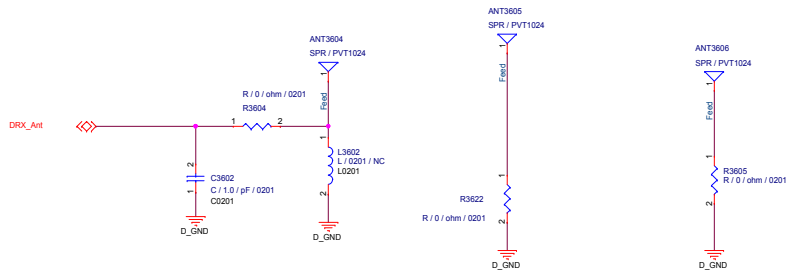 ANT3604
SPR / PVT1024
1
Feed
R / 0 / ohm / 0201
R3604
DRX_Ant
1
2
1
L3602
L / 0201 / NC
L0201
2
2
C3602
C / 1.0 / pF / 0201
1
C0201
D_GND
D_GND
ANT3605
SPR / PVT1024
1
Feed
1
R3622
R / 0 / ohm / 0201
2
D_GND
ANT3606
SPR / PVT1024
1
Feed
1
R3605
R / 0 / ohm / 0201
2
D_GND